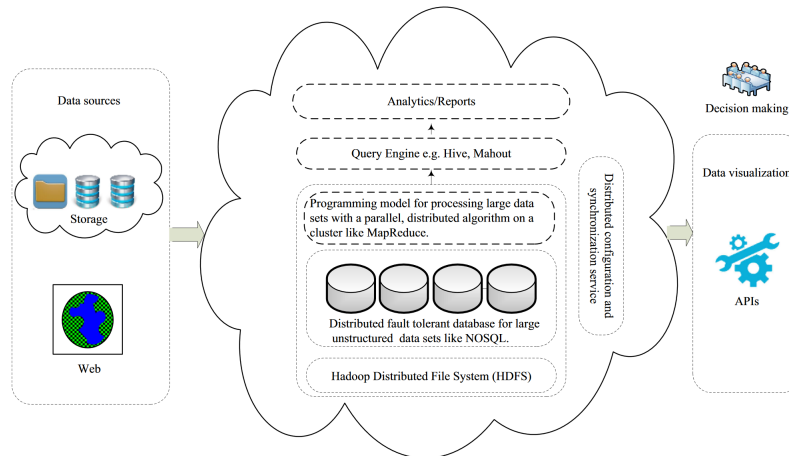 Data sources
Storage
Web
Analytics/Reports
Query Engine e.g. Hive, Mahout
Programming model for processing large data
sets with a parallel, distributed algorithm on a
cluster like MapReduce.
Distributed fault tolerant database for large
unstructured data sets like NOSQL.
Hadoop Distributed File System (HDFS)
Distributed configuration and
synchronization service
Decision making
Data visualization
APIs